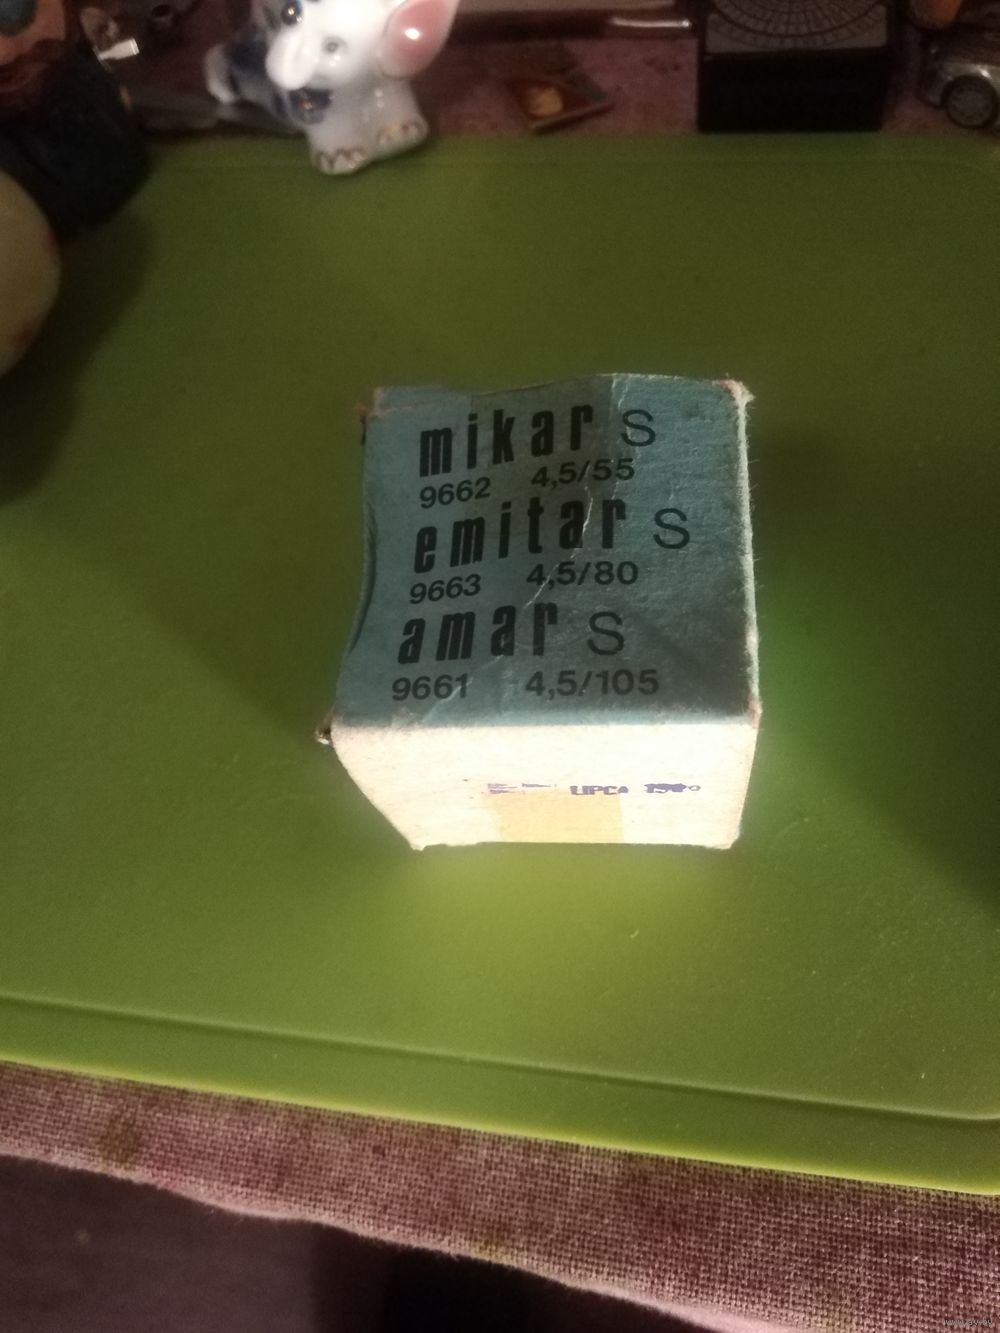 mikar S
9662 4,5/55
emitar S
9663 4,5/80
amar S
9661 4,5/105
LIPCA